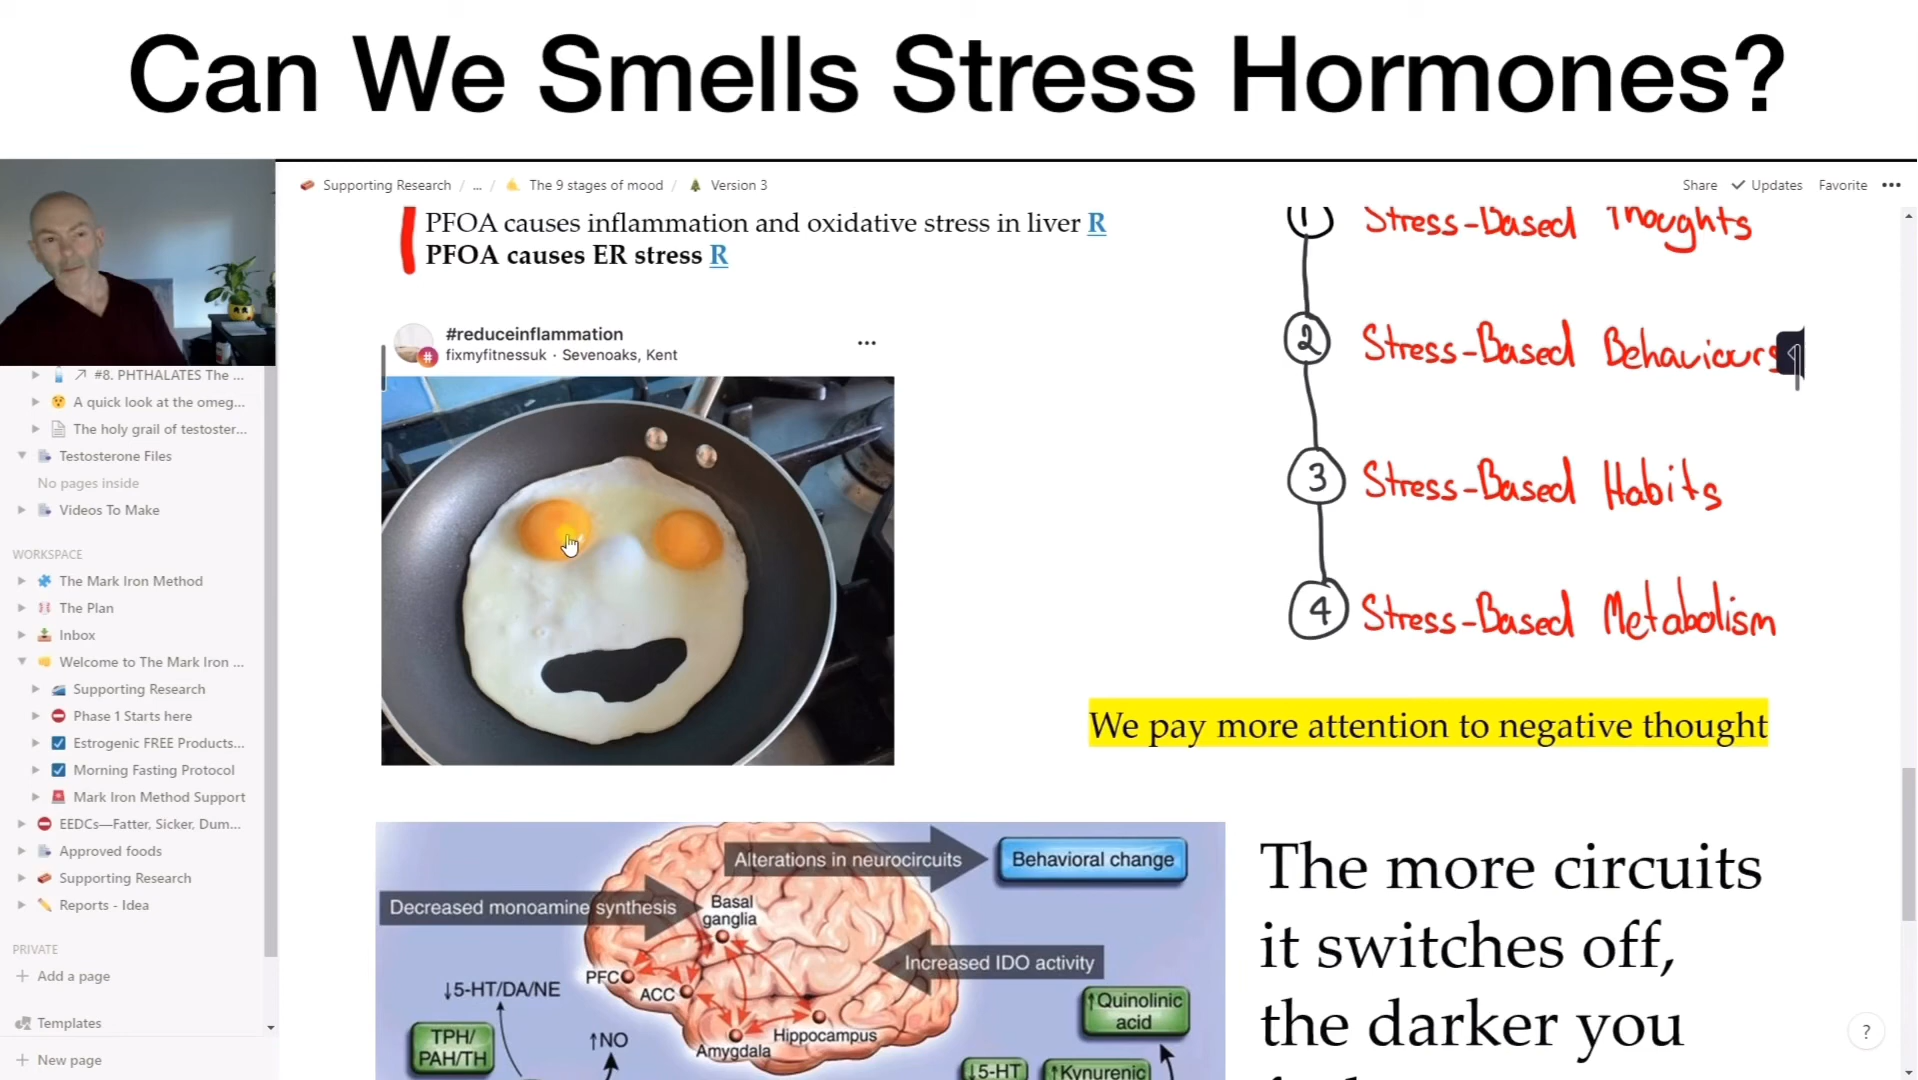 Can We Smells Stress Hormones?
Supporting Research / ... / The 9 stages of mood / Version 3
Share Updates Favorite
#8. PHTHALATES The ...
A quick look at the omeg...
The holy grail of testoster...
Testosterone Files
No pages inside
Videos To Make
WORKSPACE
The Mark Iron Method
The Plan
Inbox
Welcome to The Mark Iron ...
Supporting Research
Phase 1 Starts here
Estrogenic FREE Products...
Morning Fasting Protocol
Mark Iron Method Support
EEDCs—Fatter, Sicker, Dum...
Approved foods
Supporting Research
Reports - Idea
PRIVATE
Add a page
Templates
New page
PFOA causes inflammation and oxidative stress in liver R
PFOA causes ER stress R
#reduceinflammation
fixmyfitnessuk · Sevenoaks, Kent
#
1 Stress-Based Thoughts
2 Stress-Based Behaviours
3 Stress-Based Habits
4 Stress-Based Metabolism
We pay more attention to negative thought
Alterations in neurocircuits
Behavioral change
Decreased monoamine synthesis
Basal
ganglia
Increased IDO activity
PFC
ACC
↓5-HT/DA/NE
Hippocampus
Amygdala
↑Quinolinic
acid
TPH/
PAH/TH
↑NO
↓5-HT
↑Kynurenic
The more circuits
it switches off,
the darker you
?